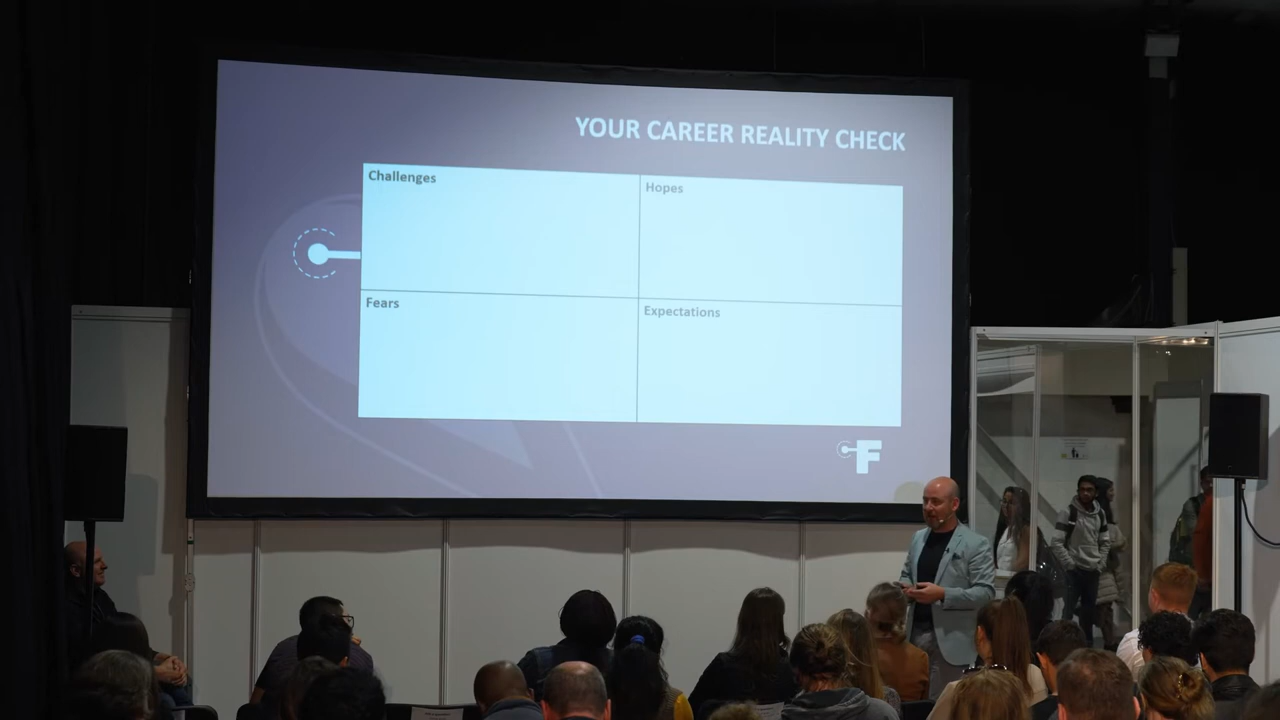 YOUR CAREER REALITY CHECK
Challenges
Hopes
Fears
Expectations
F